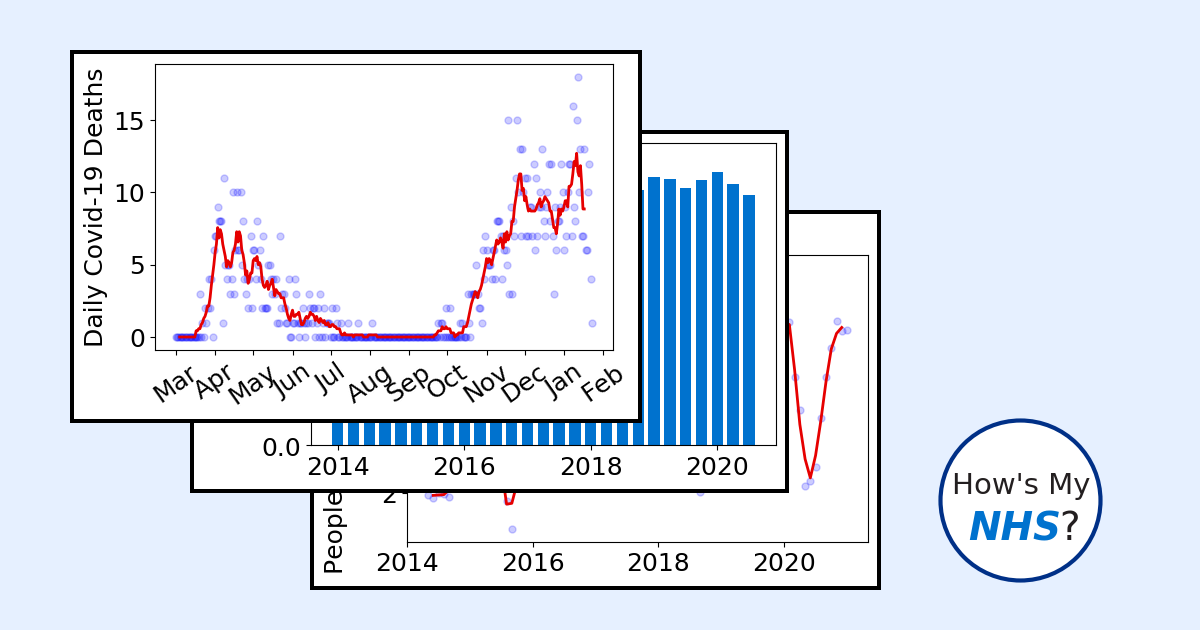 Daily Covid-19 Deaths
15
10
5
0
Mar Apr May Jun Jul Aug Sep Oct Nov Dec Jan Feb
0.0
2014 2016 2018 2020
People
2
2014 2016 2018 2020
How's My
NHS?